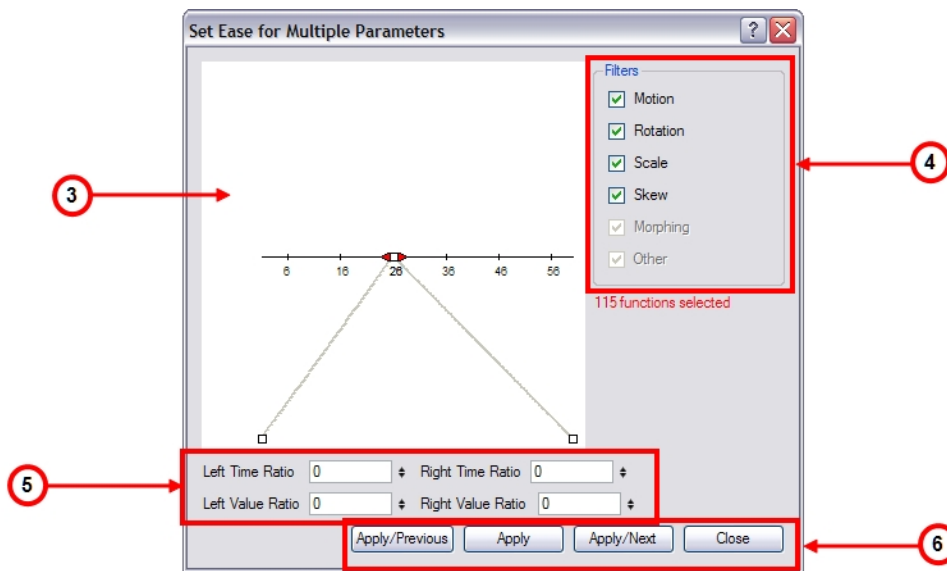 Set Ease for Multiple Parameters
?
Filters
Motion
Rotation
Scale
Skew
Morphing
Other
115 functions selected
3
4
6 16 26 36 46 56
Left Time Ratio 0 Right Time Ratio 0
Left Value Ratio 0 Right Value Ratio 0
5
Apply/Previous Apply Apply/Next Close
6